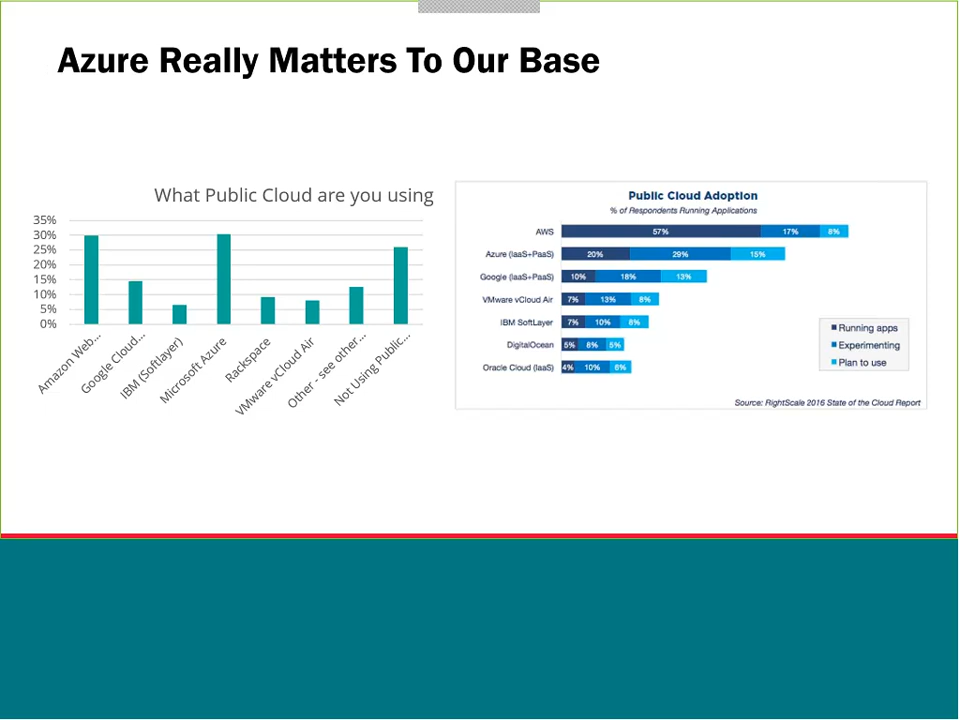 Azure Really Matters To Our Base
What Public Cloud are you using
35%
30%
25%
20%
15%
10%
5%
0%
Amazon Web...
Google Cloud...
IBM (Softlayer)
Microsoft Azure
Rackspace
VMware vCloud Air
Other - see other...
Not Using Public...
Public Cloud Adoption
% of Respondents Running Applications
AWS 57% 17% 8%
Azure (IaaS+PaaS) 20% 29% 15%
Google (IaaS+PaaS) 10% 18% 13%
VMware vCloud Air 7% 13% 8%
IBM SoftLayer 7% 10% 8%
DigitalOcean 5% 8% 5%
Oracle Cloud (IaaS) 4% 10% 6%
Running apps
Experimenting
Plan to use
Source: RightScale 2016 State of the Cloud Report